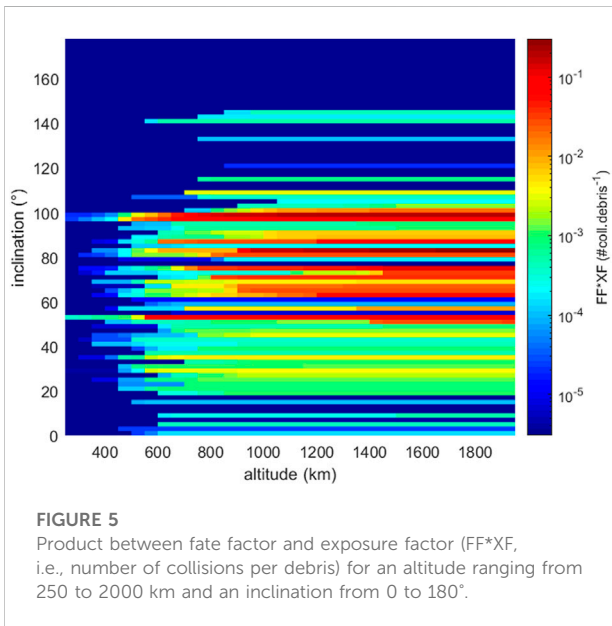 160
140
120
100
80
60
40
20
0
inclination (°)
400 600 800 1000 1200 1400 1600 1800
altitude (km)
10-1
10-2
10-3
10-4
10-5
FF*XF (#coll.debris-1)
FIGURE 5
Product between fate factor and exposure factor (FF*XF,
i.e., number of collisions per debris) for an altitude ranging from
250 to 2000 km and an inclination from 0 to 180°.